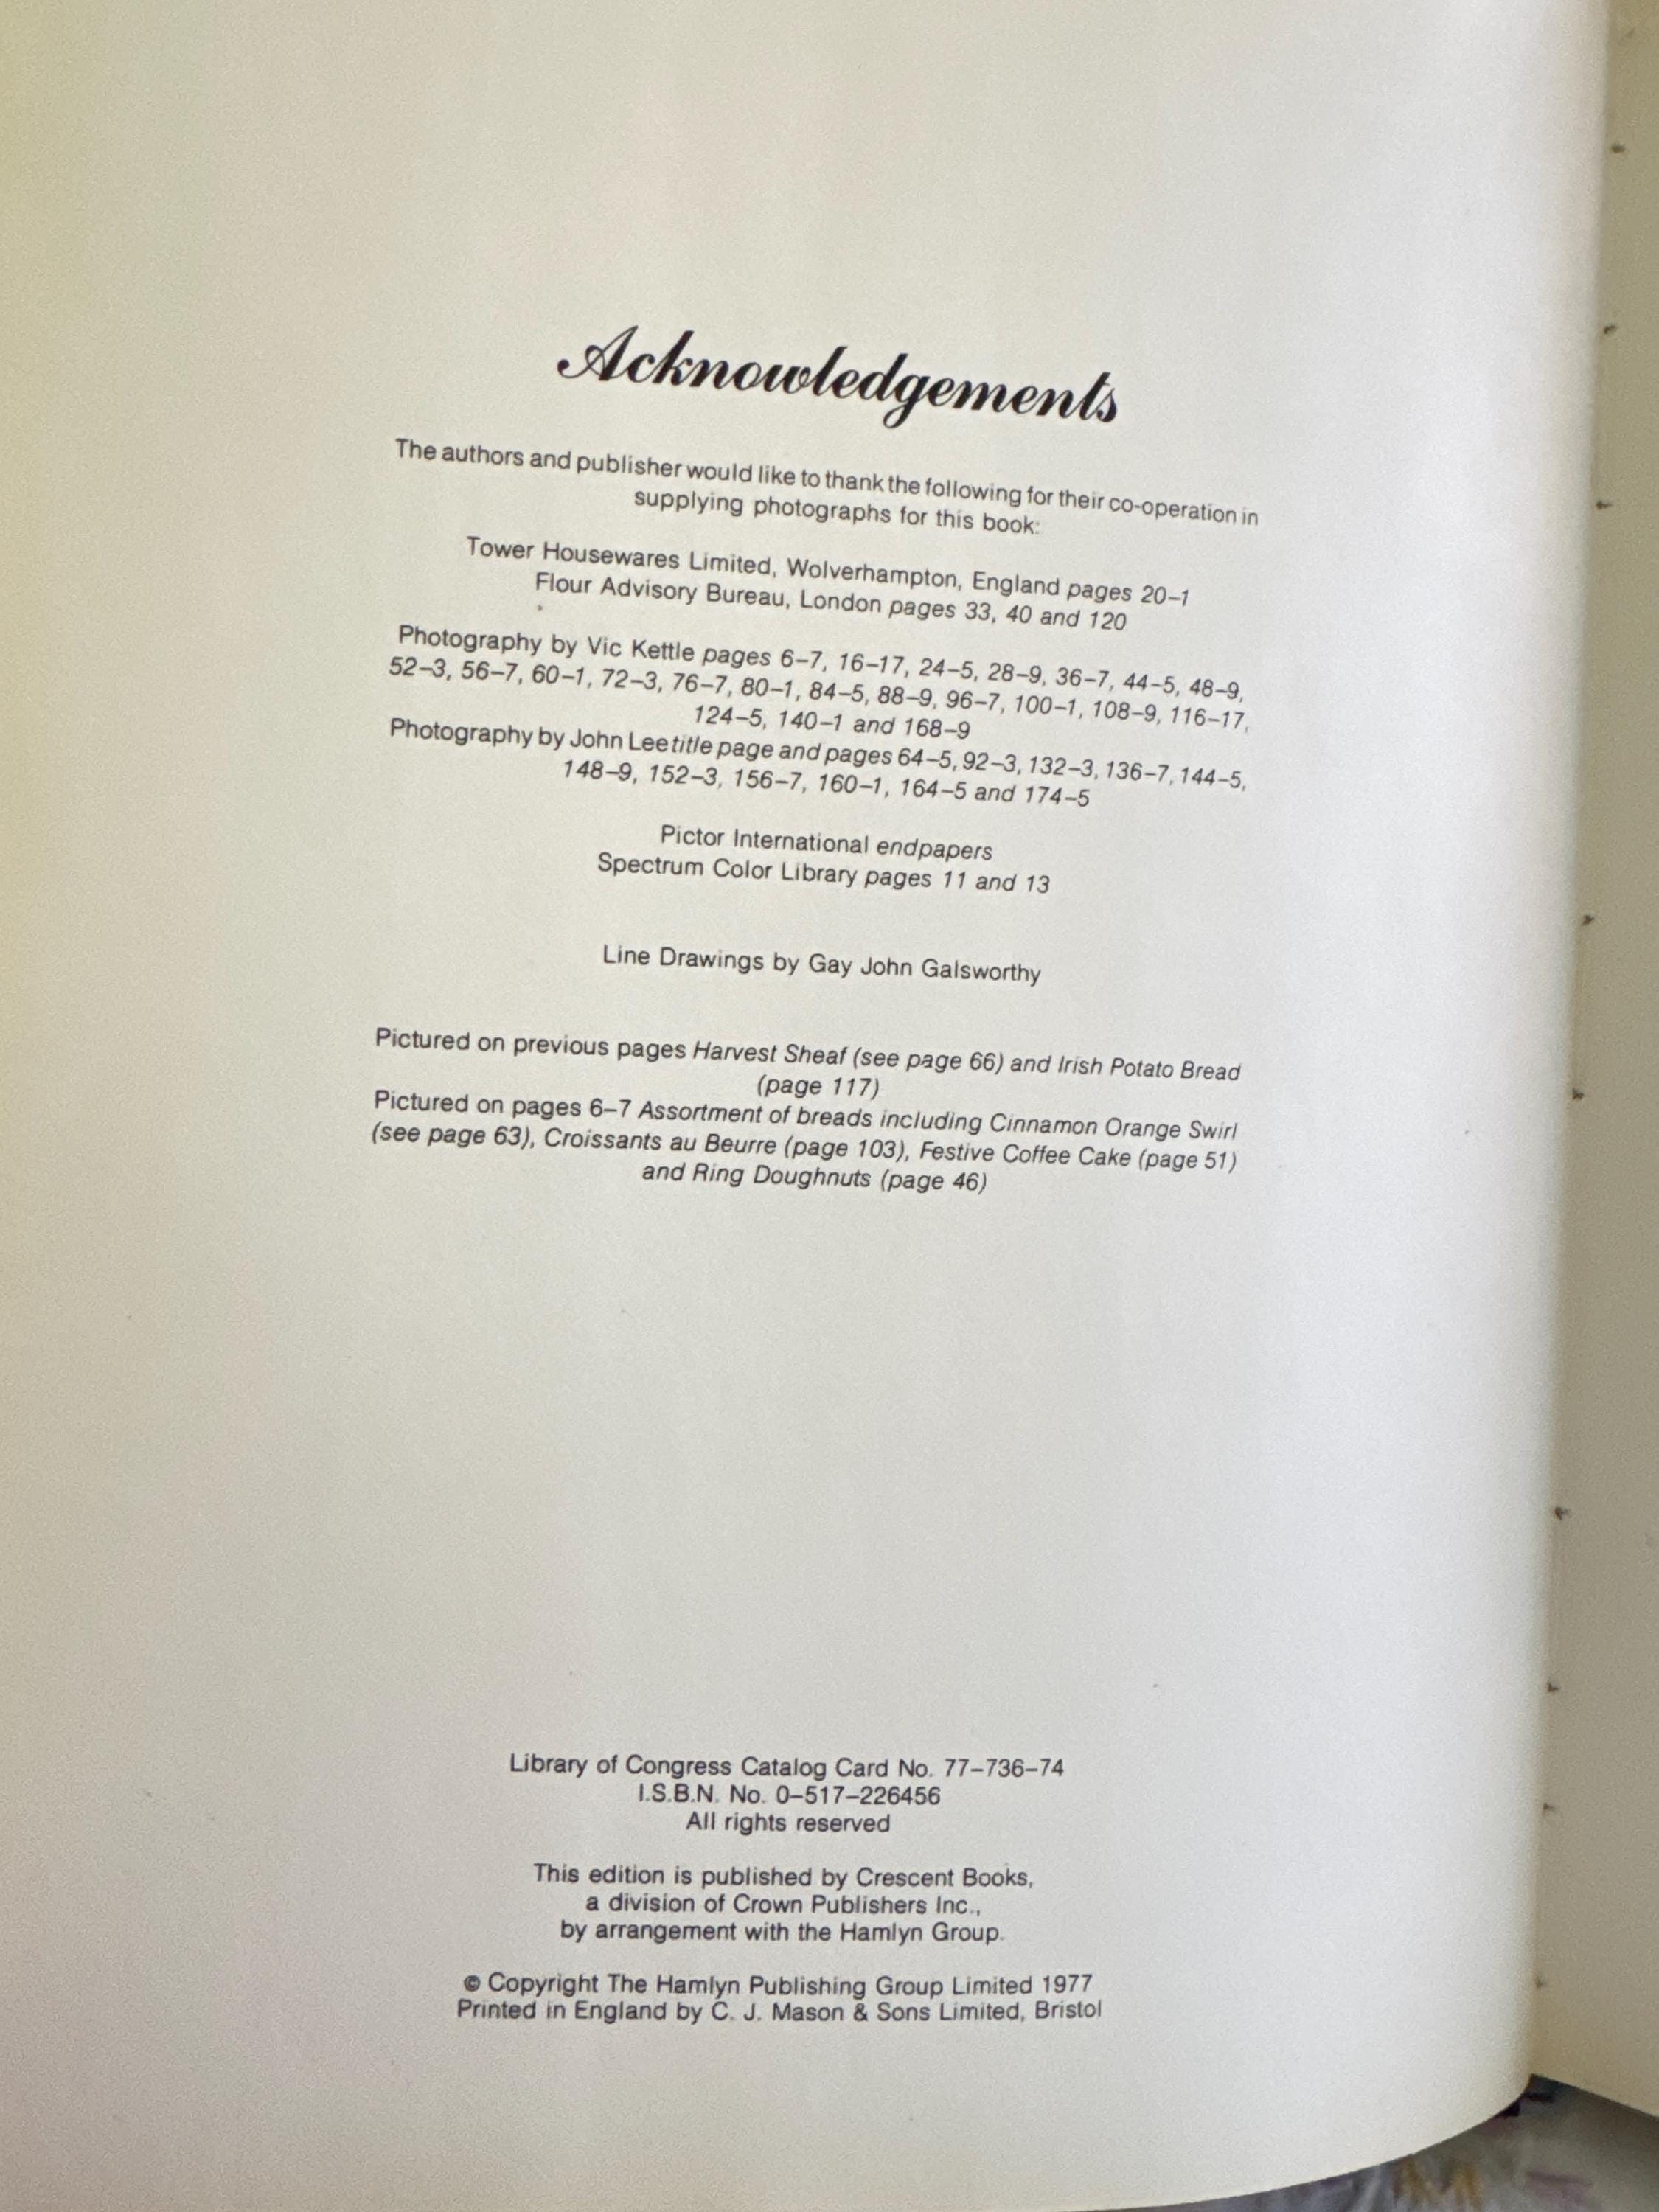 Acknowledgements
The authors and publisher would like to thank the following for their co-operation in
supplying photographs for this book:
Tower Housewares Limited, Wolverhampton, England pages 20–1
Flour Advisory Bureau, London pages 33, 40 and 120
Photography by Vic Kettle pages 6–7, 16–17, 24–5, 28–9, 36–7, 44–5, 48–9,
52–3, 56–7, 60–1, 72–3, 76–7, 80–1, 84–5, 88–9, 96–7, 100–1, 108–9, 116–17,
124–5, 140–1 and 168–9
Photography by John Lee title page and pages 64–5, 92–3, 132–3, 136–7, 144–5,
148–9, 152–3, 156–7, 160–1, 164–5 and 174–5
Pictor International endpapers
Spectrum Color Library pages 11 and 13
Line Drawings by Gay John Galsworthy
Pictured on previous pages Harvest Sheaf (see page 66) and Irish Potato Bread
(page 117)
Pictured on pages 6–7 Assortment of breads including Cinnamon Orange Swirl
(see page 63), Croissants au Beurre (page 103), Festive Coffee Cake (page 51)
and Ring Doughnuts (page 46)
Library of Congress Catalog Card No. 77–736–74
I.S.B.N. No. 0–517–226456
All rights reserved
This edition is published by Crescent Books,
a division of Crown Publishers Inc.,
by arrangement with the Hamlyn Group.
© Copyright The Hamlyn Publishing Group Limited 1977
Printed in England by C. J. Mason & Sons Limited, Bristol